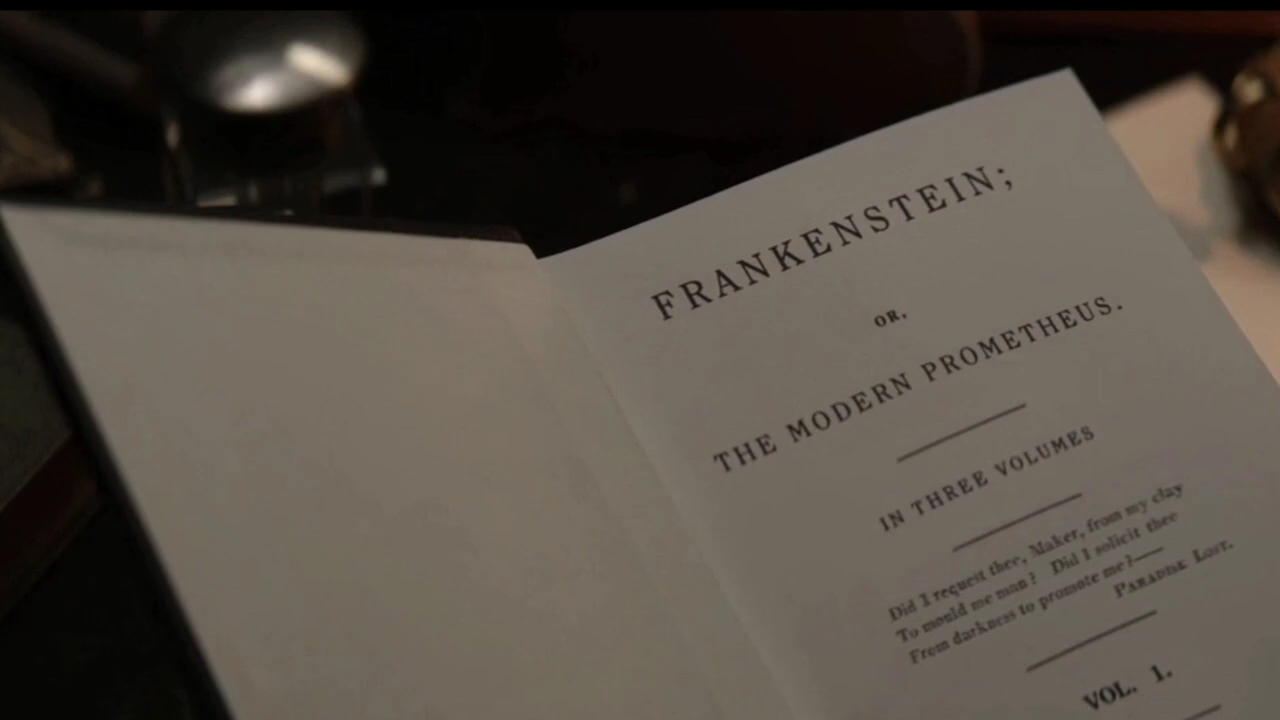 FRANKENSTEIN;
OR,
THE MODERN PROMETHEUS.
IN THREE VOLUMES
Did I request thee, Maker, from my clay
To mould me man? Did I solicit thee
From darkness to promote me?—
PARADISE LOST.
VOL. I.